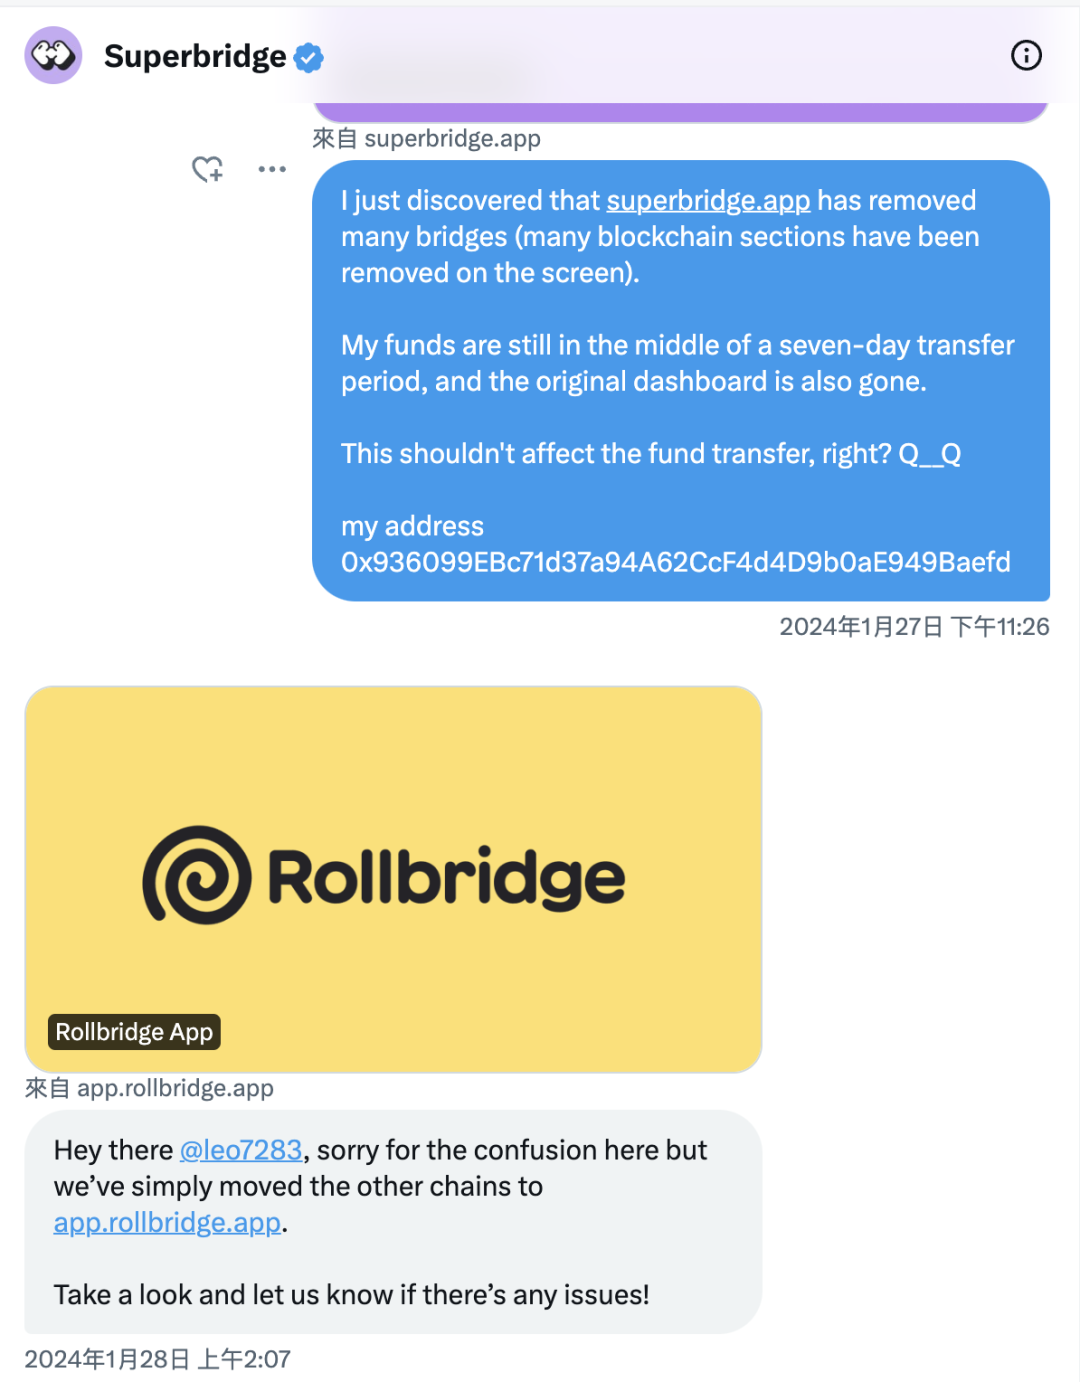 Superbridge
來自 superbridge.app
I just discovered that superbridge.app has removed
many bridges (many blockchain sections have been
removed on the screen).
My funds are still in the middle of a seven-day transfer
period, and the original dashboard is also gone.
This shouldn't affect the fund transfer, right? Q__Q
my address
0x936099EBc71d37a94A62CcF4d4D9b0aE949Baefd
2024年1月27日 下午11:26
Rollbridge
Rollbridge App
來自 app.rollbridge.app
Hey there @leo7283, sorry for the confusion here but
we’ve simply moved the other chains to
app.rollbridge.app.
Take a look and let us know if there’s any issues!
2024年1月28日 上午2:07